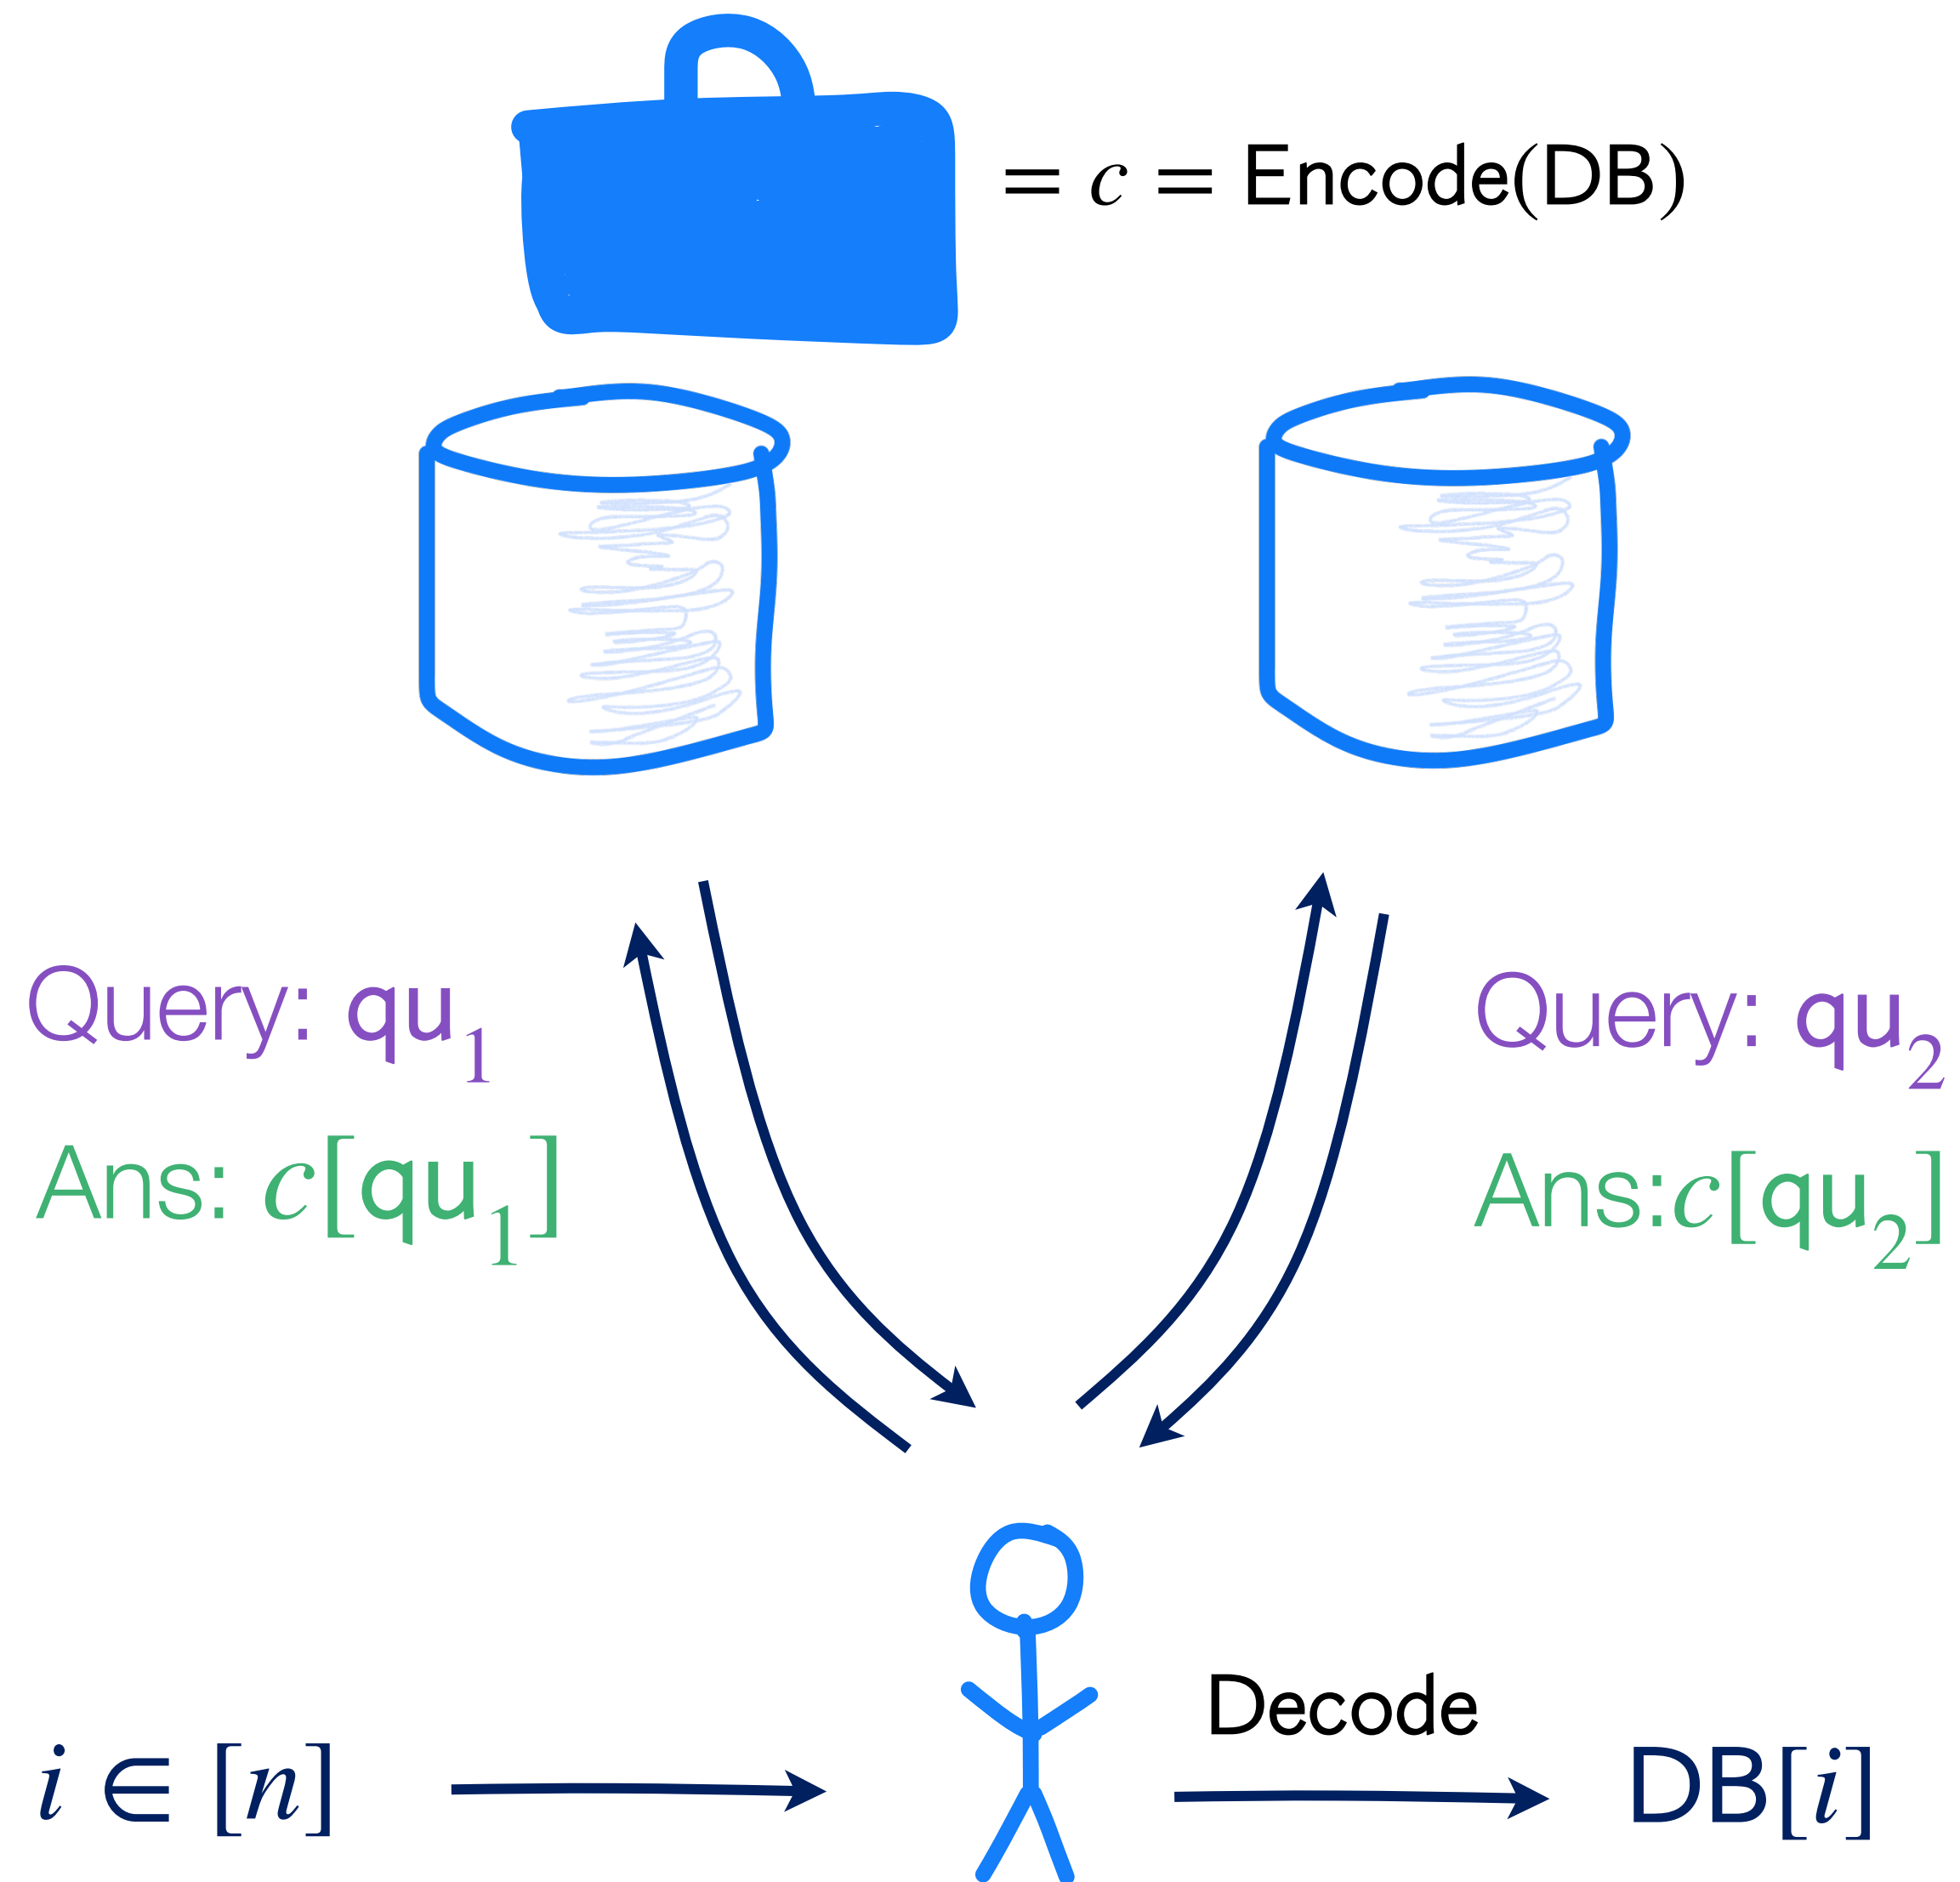 = c = Encode(DB)
Query: qu₁
Ans: c[qu₁]
Query: qu₂
Ans: c[qu₂]
i ∈ [n]
Decode
DB[i]